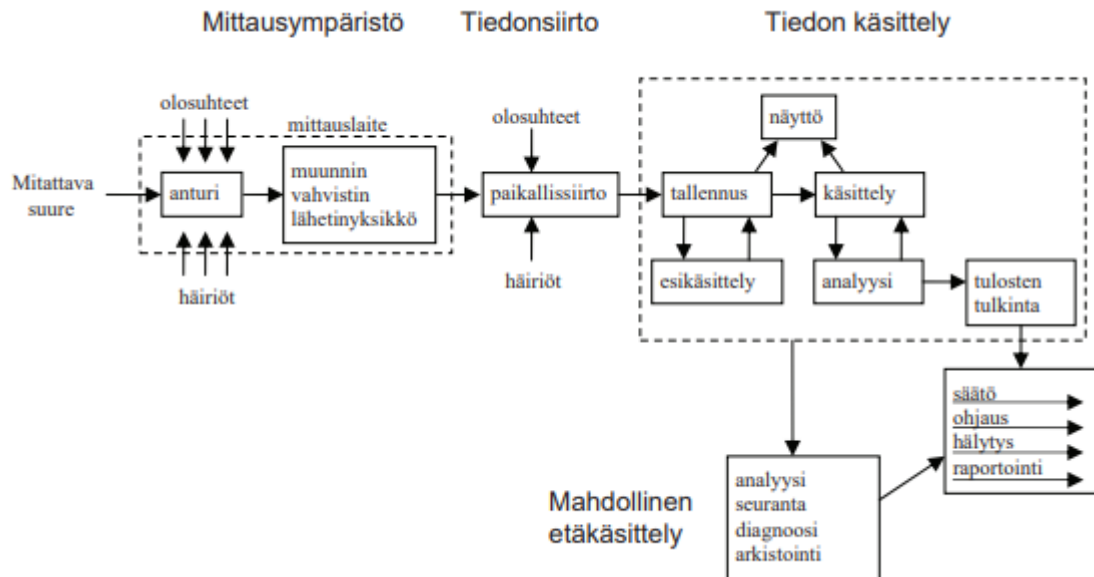 Mittausympäristö
Tiedonsiirto
Tiedon käsittely
olosuhteet
mittauslaite
Mitattava
suure
anturi
muunnin
vahvistin
lähetinyksikkö
häiriöt
olosuhteet
paikallissiirto
häiriöt
näyttö
tallennus
käsittely
esikäsittely
analyysi
tulosten
tulkinta
säätö
ohjaus
hälytys
raportointi
Mahdollinen
etäkäsittely
analyysi
seuranta
diagnoosi
arkistointi